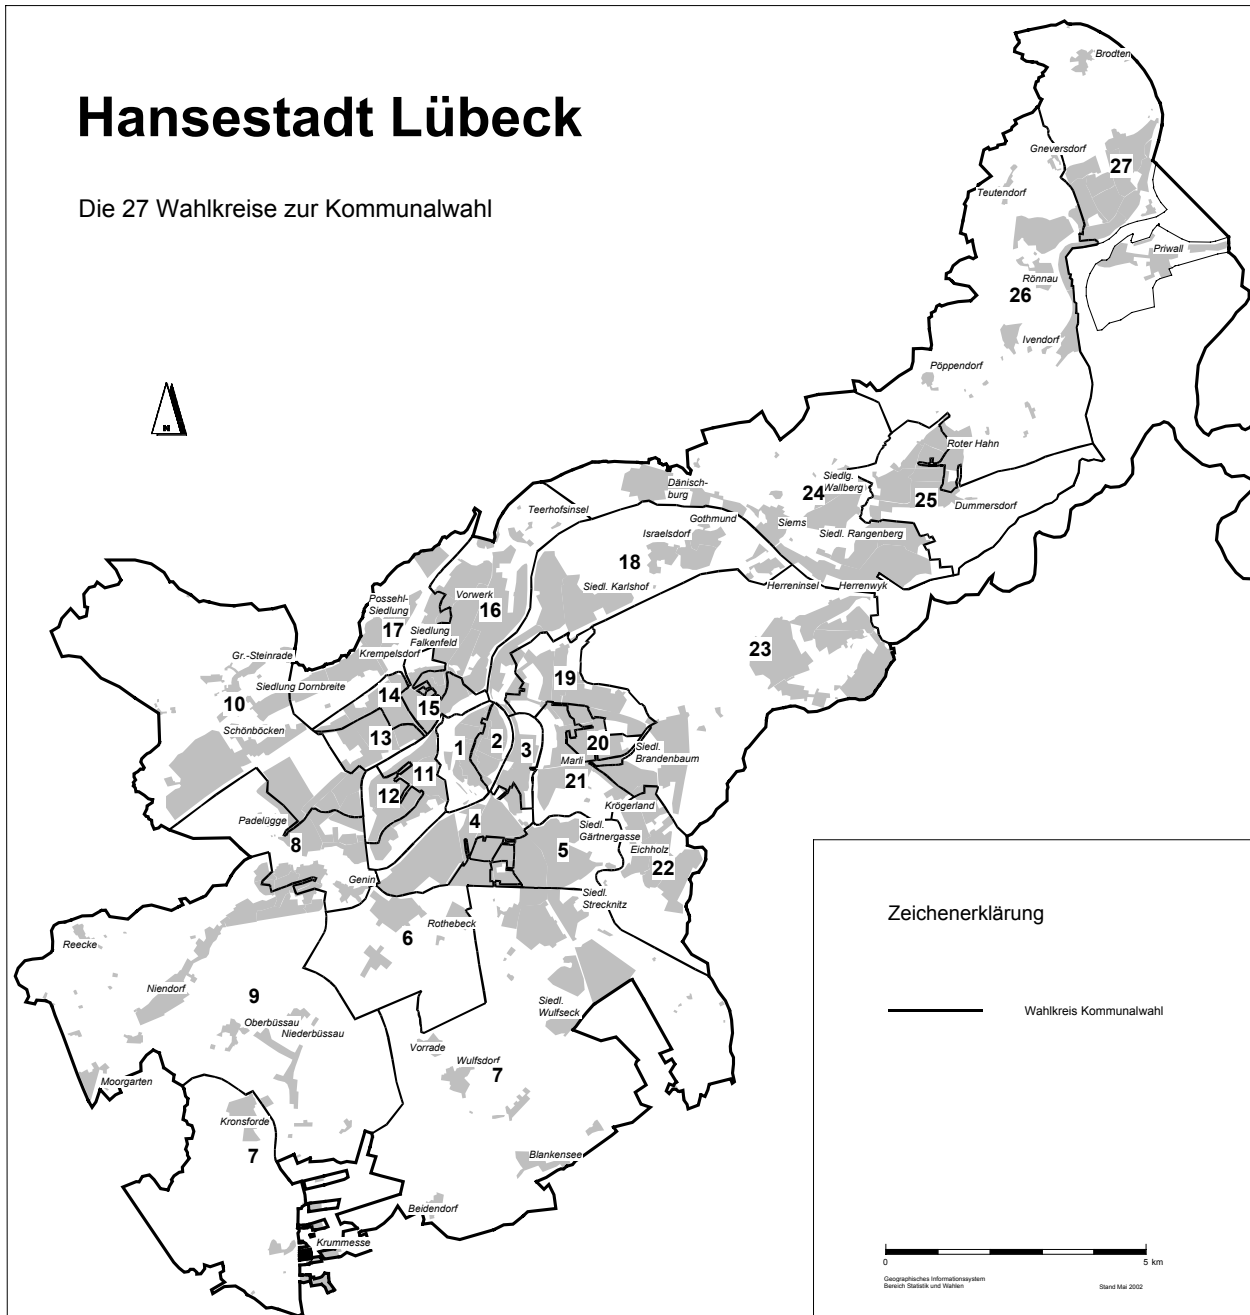 Hansestadt Lübeck
Die 27 Wahlkreise zur Kommunalwahl
Brodten
Gneversdorf
27
Teutendorf
Priwall
Rönnau
26
Ivendorf
Pöppendorf
Roter Hahn
Siedlg.
Wallberg
24
25
Dummersdorf
Dänisch-
burg
Teerhofsinsel
Gothmund
Siems
Israelsdorf
Siedl. Rangenberg
18
Siedl. Karlshof
Herreninsel
Herrenwyk
Possehl-
Siedlung
Vorwerk
16
17
Siedlung
Falkenfeld
Krempelsdorf
23
Gr.-Steinrade
Siedlung Dornbreite
10
Schönböcken
19
14
15
13
1
2
3
20
Siedl.
Brandenbaum
Marli
21
11
12
Krögerland
Padelügge
8
4
Siedl.
Gärtnergasse
5
Eichholz
22
Genin
Siedl.
Strecknitz
Rothebeck
6
Reecke
Niendorf
9
Oberbüssau
Niederbüssau
Siedl.
Wulfseck
Vorrade
Wulfsdorf
7
Moorgarten
Kronsforde
7
Blankensee
Beidendorf
Krummesse
Zeichenerklärung
Wahlkreis Kommunalwahl
0
5 km
Geographisches Informationssystem
Bereich Statistik und Wahlen
Stand Mai 2002
N